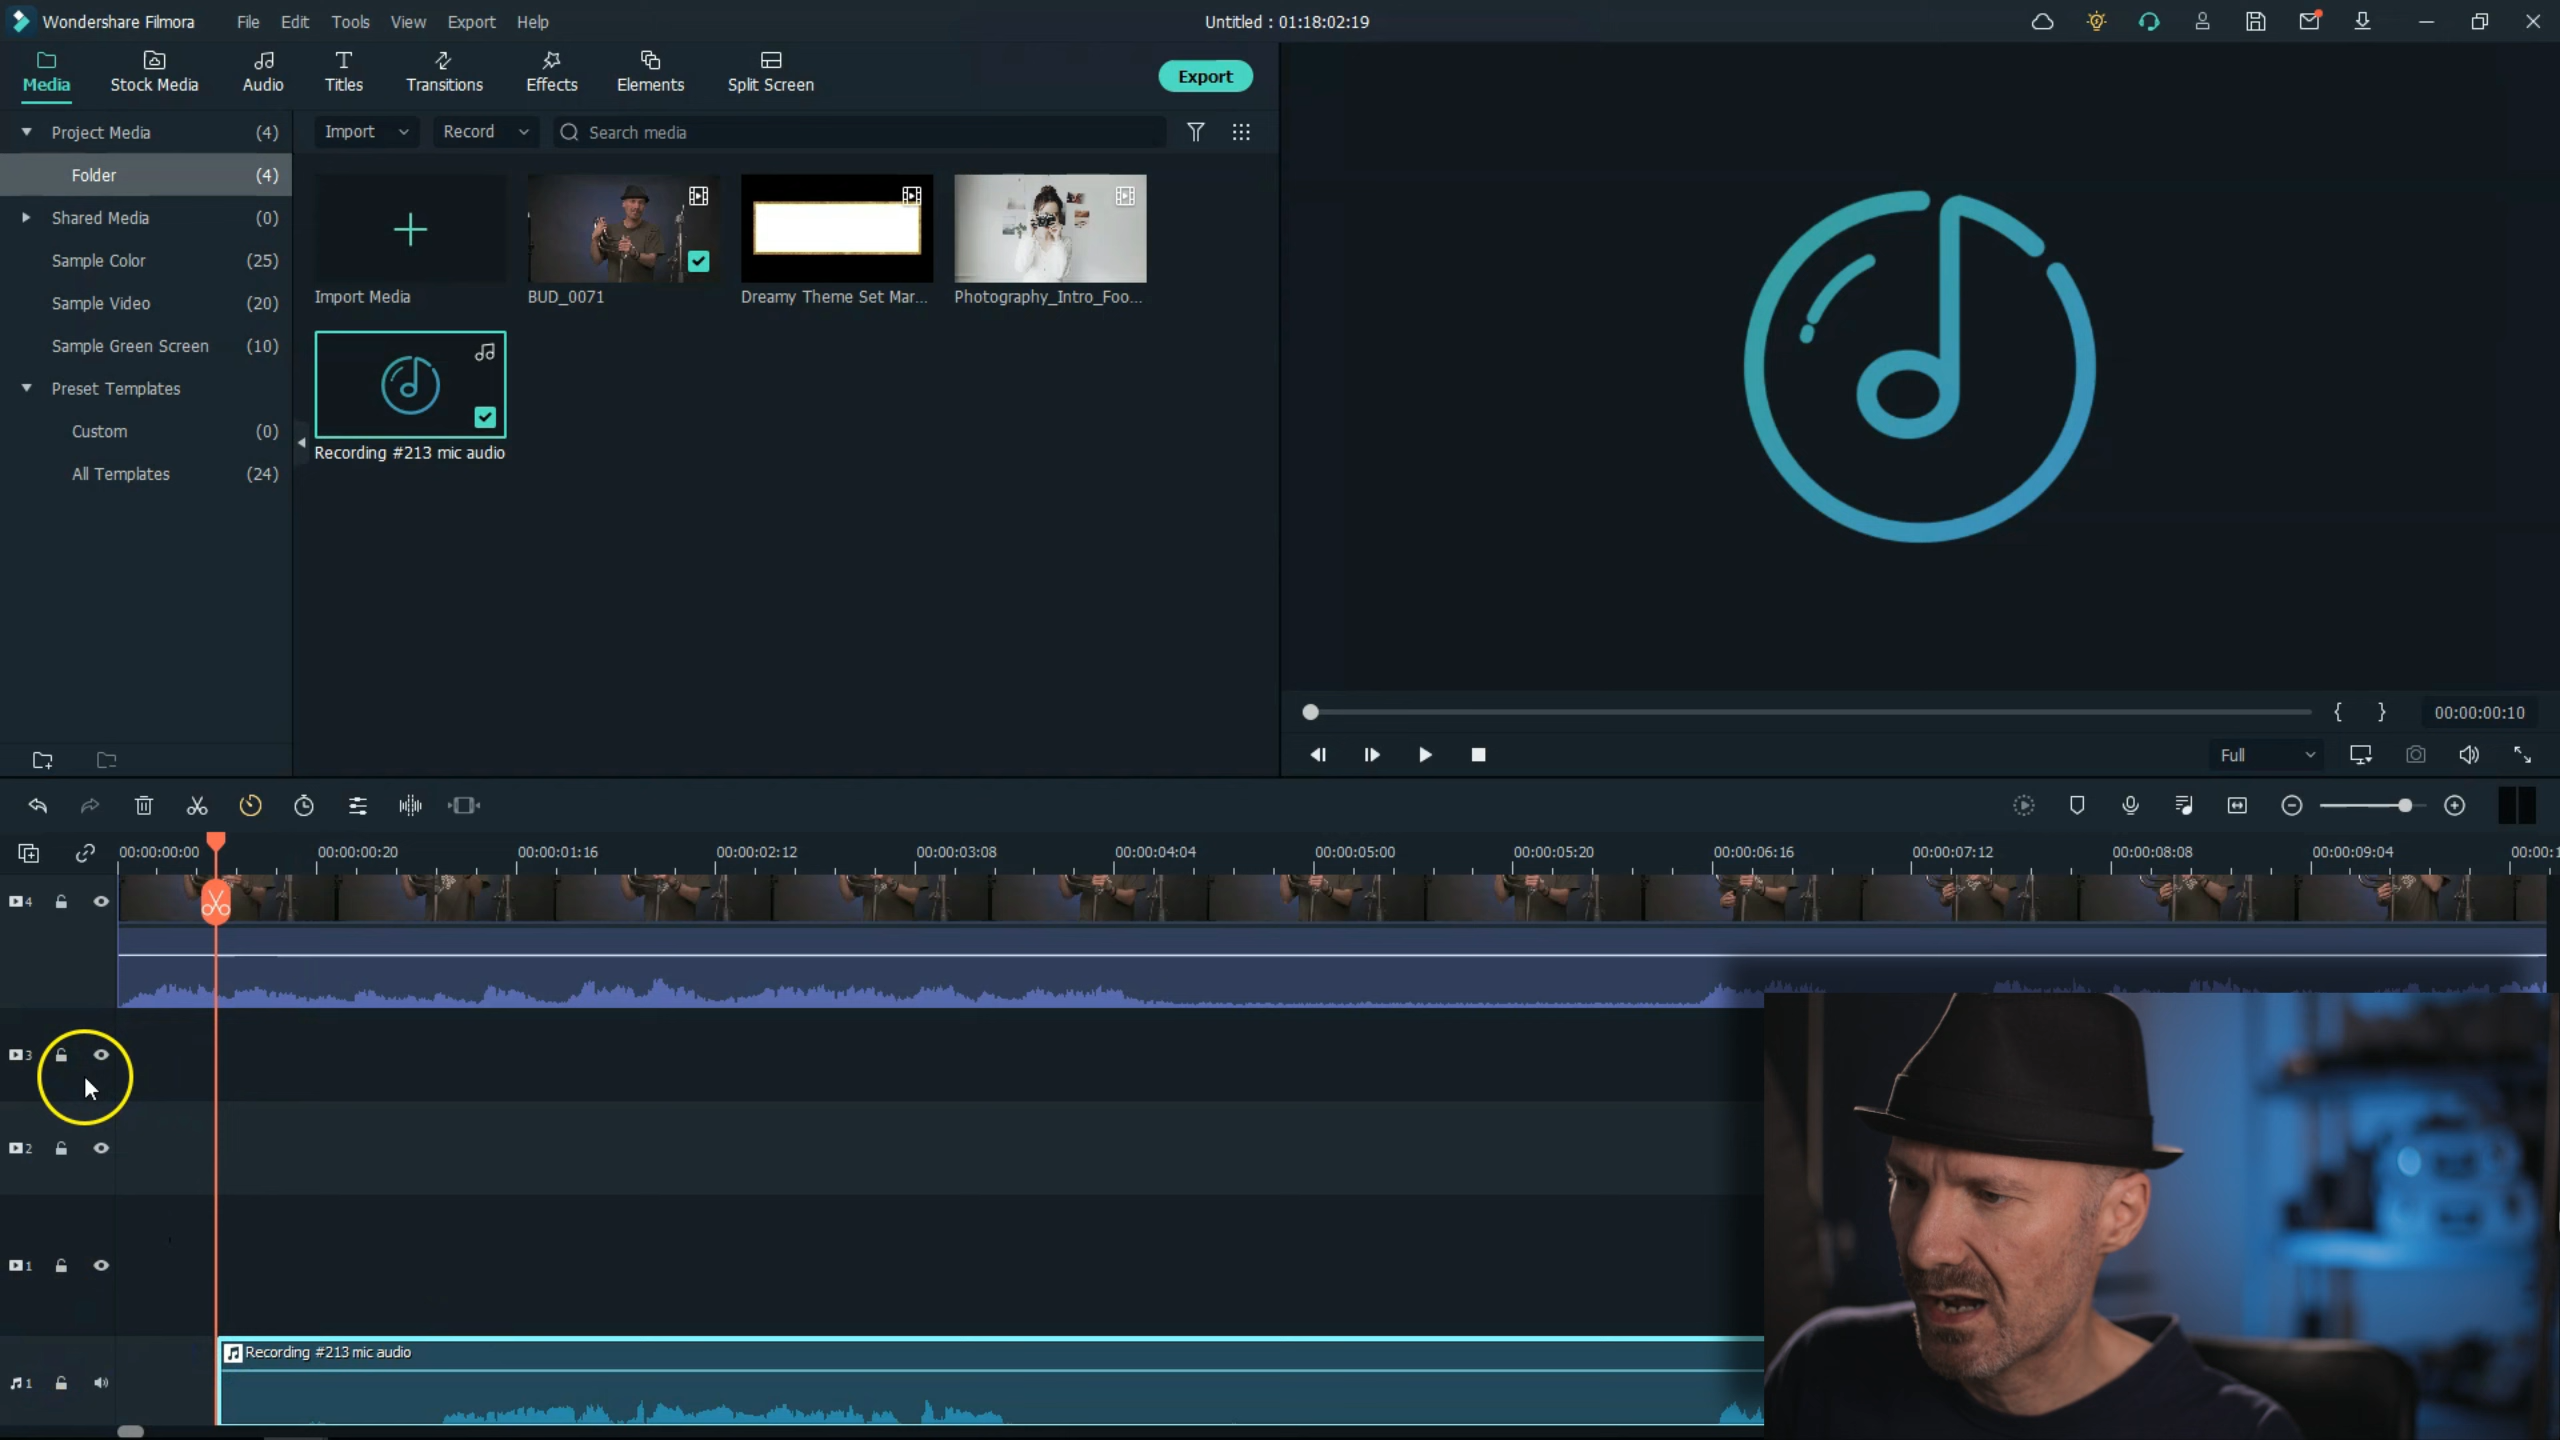 Wondershare Filmora File Edit Tools View Export Help Untitled : 01:18:02:19
Media Stock Media Audio Titles Transitions Effects Elements Split Screen Export
Project Media (4) Import Record Search media
Folder (4)
Shared Media (0)
Sample Color (25)
Import Media BUD_0071 Dreamy Theme Set Mar... Photography_Intro_Foo...
Sample Video (20)
Sample Green Screen (10)
Preset Templates
Custom (0)
Recording #213 mic audio
All Templates (24)
{ } 00:00:00:10
Full
00:00:00:00 00:00:00:20 00:00:01:16 00:00:02:12 00:00:03:08 00:00:04:04 00:00:05:00 00:00:05:20 00:00:06:16 00:00:07:12 00:00:08:08 00:00:09:04 00:00:1
4
3
2
1
Recording #213 mic audio
1